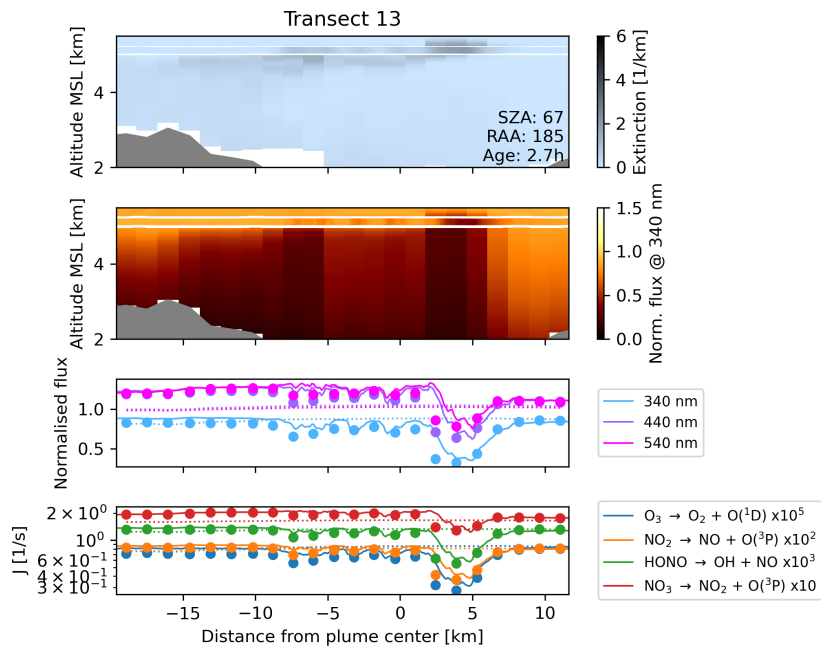 Transect 13
Altitude MSL [km]
4
2
SZA: 67
RAA: 185
Age: 2.7h
6
4
2
0
Extinction [1/km]
Altitude MSL [km]
4
2
1.5
1.0
0.5
0.0
Norm. flux @ 340 nm
Normalised flux
1.0
0.5
340 nm
440 nm
540 nm
J [1/s]
2 × 10⁰
10⁰
6 × 10⁻¹
4 × 10⁻¹
3 × 10⁻¹
O₃ → O₂ + O(¹D) x10⁵
NO₂ → NO + O(³P) x10²
HONO → OH + NO x10³
NO₃ → NO₂ + O(³P) x10
−15 −10 −5 0 5 10
Distance from plume center [km]